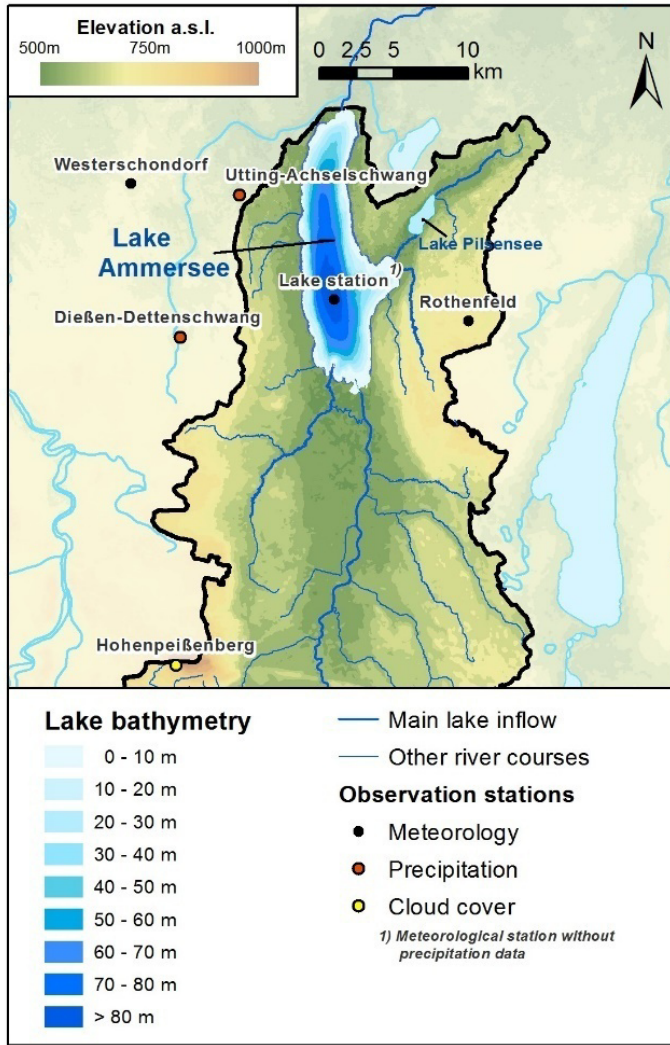 Elevation a.s.l.
500m 750m 1000m
0 2,5 5 10
km
N
Westerschondorf
Utting-Achselschwang
Lake
Ammersee
Lake Pilsensee
Lake station 1)
Rothenfeld
Dießen-Dettenschwang
Hohenpeißenberg
Lake bathymetry
0 - 10 m
10 - 20 m
20 - 30 m
30 - 40 m
40 - 50 m
50 - 60 m
60 - 70 m
70 - 80 m
> 80 m
Main lake inflow
Other river courses
Observation stations
Meteorology
Precipitation
Cloud cover
1) Meteorological station without
precipitation data